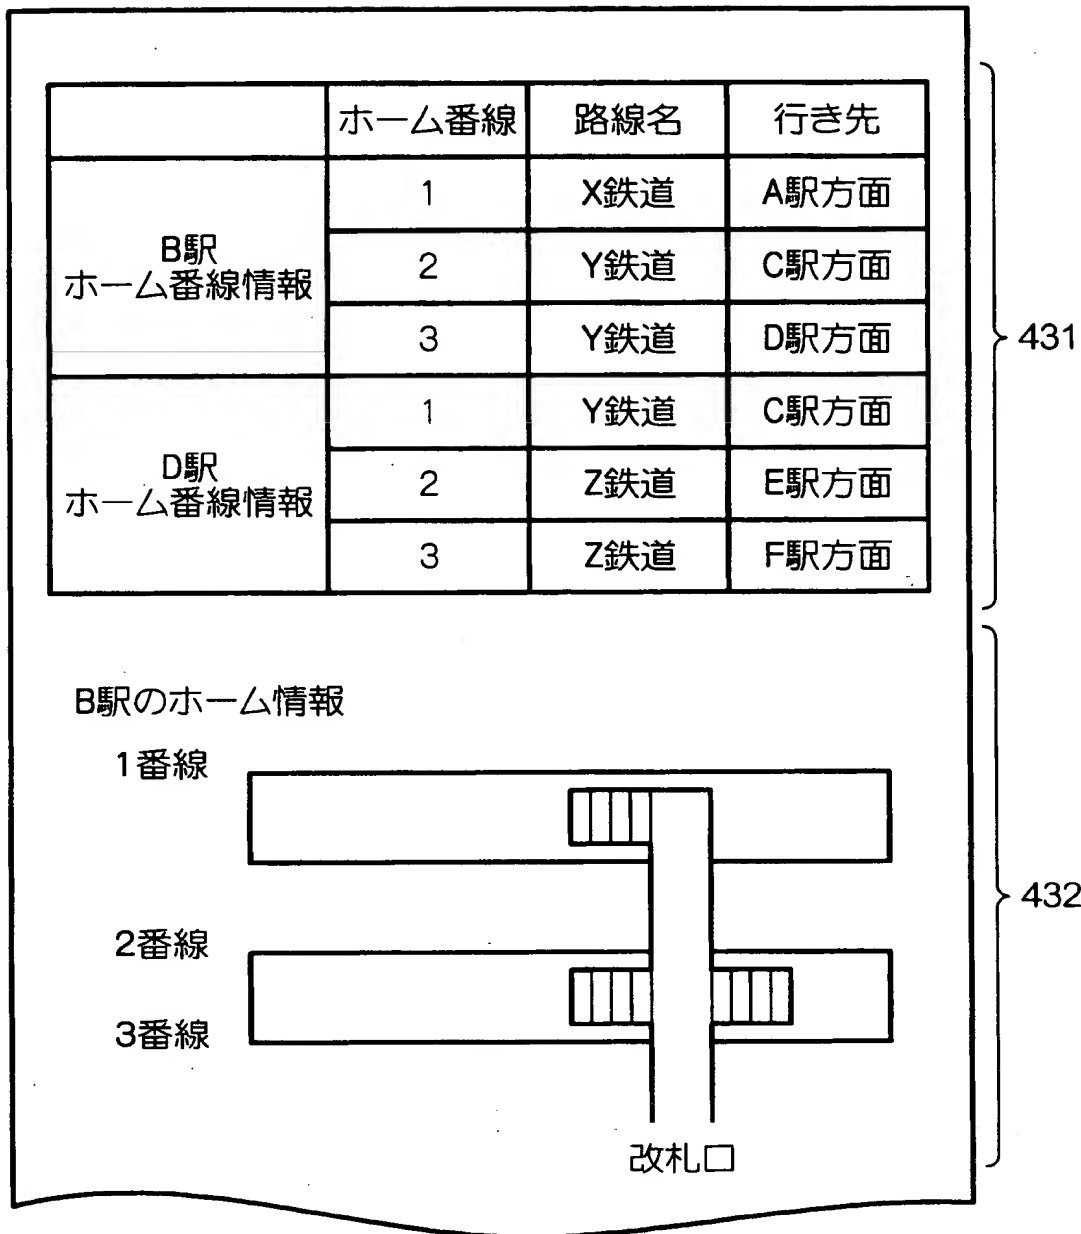 ホーム番線 路線名 行き先
B駅
ホーム番線情報
1 X鉄道 A駅方面
2 Y鉄道 C駅方面
3 Y鉄道 D駅方面
D駅
ホーム番線情報
1 Y鉄道 C駅方面
2 Z鉄道 E駅方面
3 Z鉄道 F駅方面
431
B駅のホーム情報
1番線
2番線
3番線
改札口
432